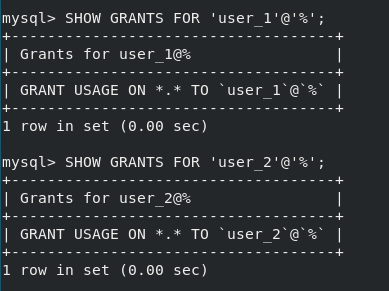 mysql> SHOW GRANTS FOR 'user_1'@'%';
+------------------------------------+
| Grants for user_1@%                |
+------------------------------------+
| GRANT USAGE ON *.* TO `user_1`@`%` |
+------------------------------------+
1 row in set (0.00 sec)

mysql> SHOW GRANTS FOR 'user_2'@'%';
+------------------------------------+
| Grants for user_2@%                |
+------------------------------------+
| GRANT USAGE ON *.* TO `user_2`@`%` |
+------------------------------------+
1 row in set (0.00 sec)